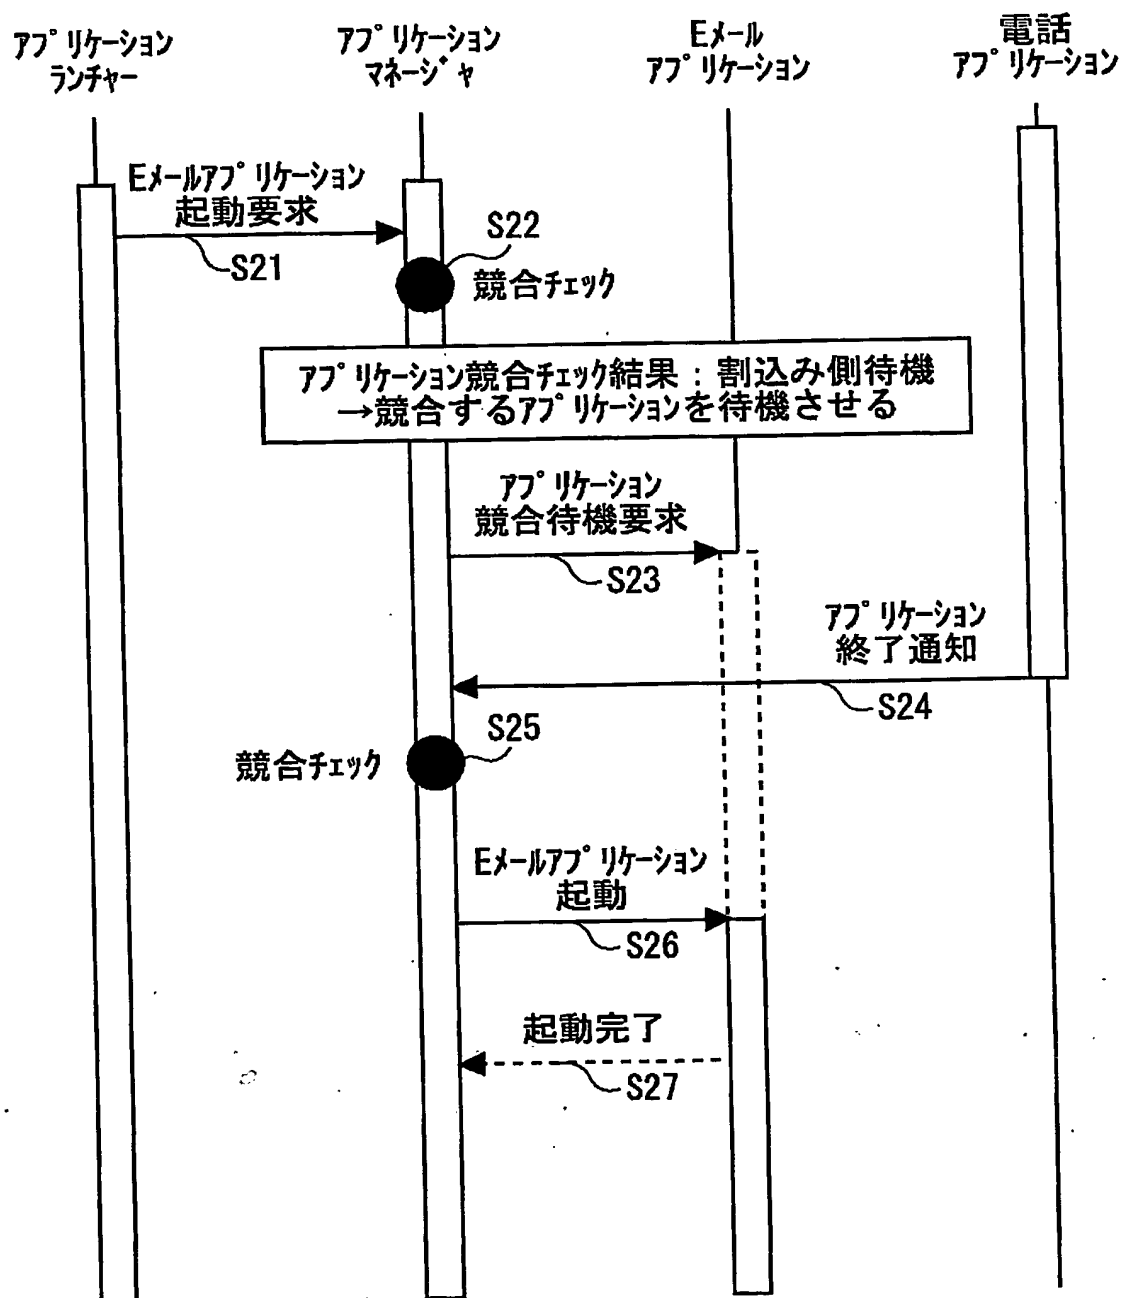 アプリケーション
ランチャー
アプリケーション
マネージャ
Eメール
アプリケーション
電話
アプリケーション
Eメールアプリケーション
起動要求
S21
S22
競合チェック
アプリケーション競合チェック結果：割込み側待機
→競合するアプリケーションを待機させる
アプリケーション
競合待機要求
S23
アプリケーション
終了通知
S24
S25
競合チェック
Eメールアプリケーション
起動
S26
起動完了
S27